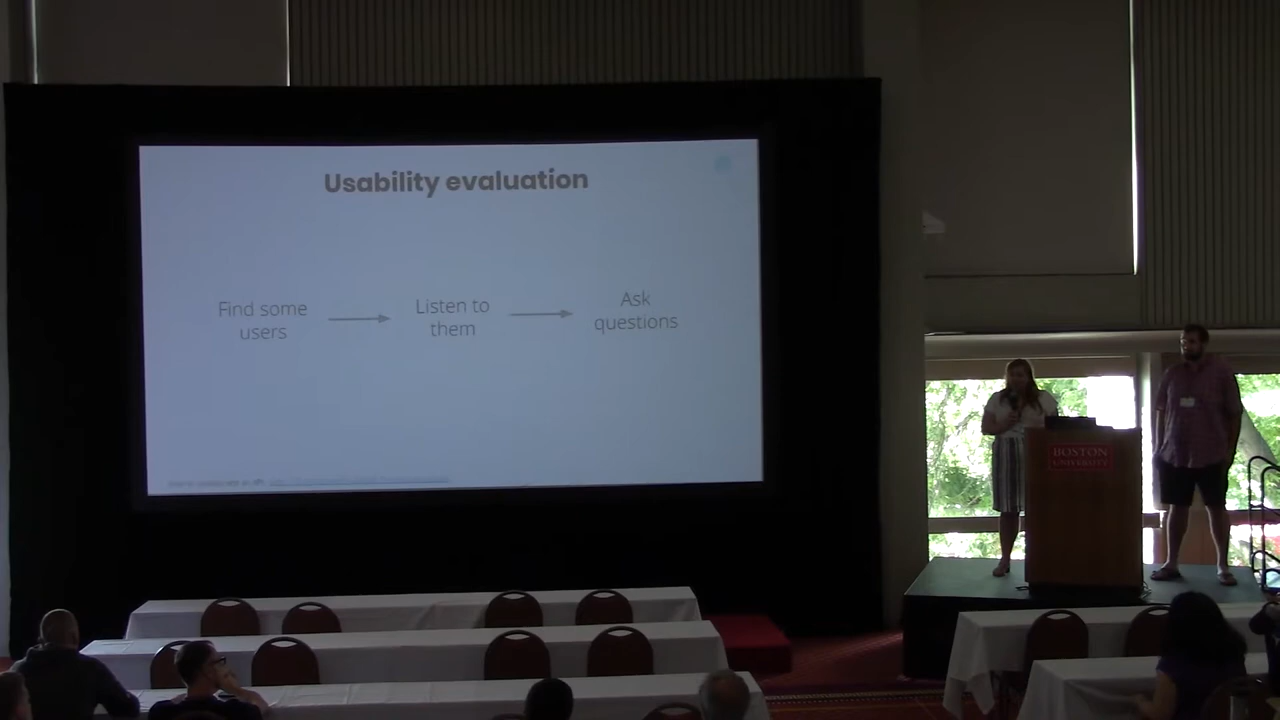 Usability evaluation
Find some
users
Listen to
them
Ask
questions
BOSTON
UNIVERSITY